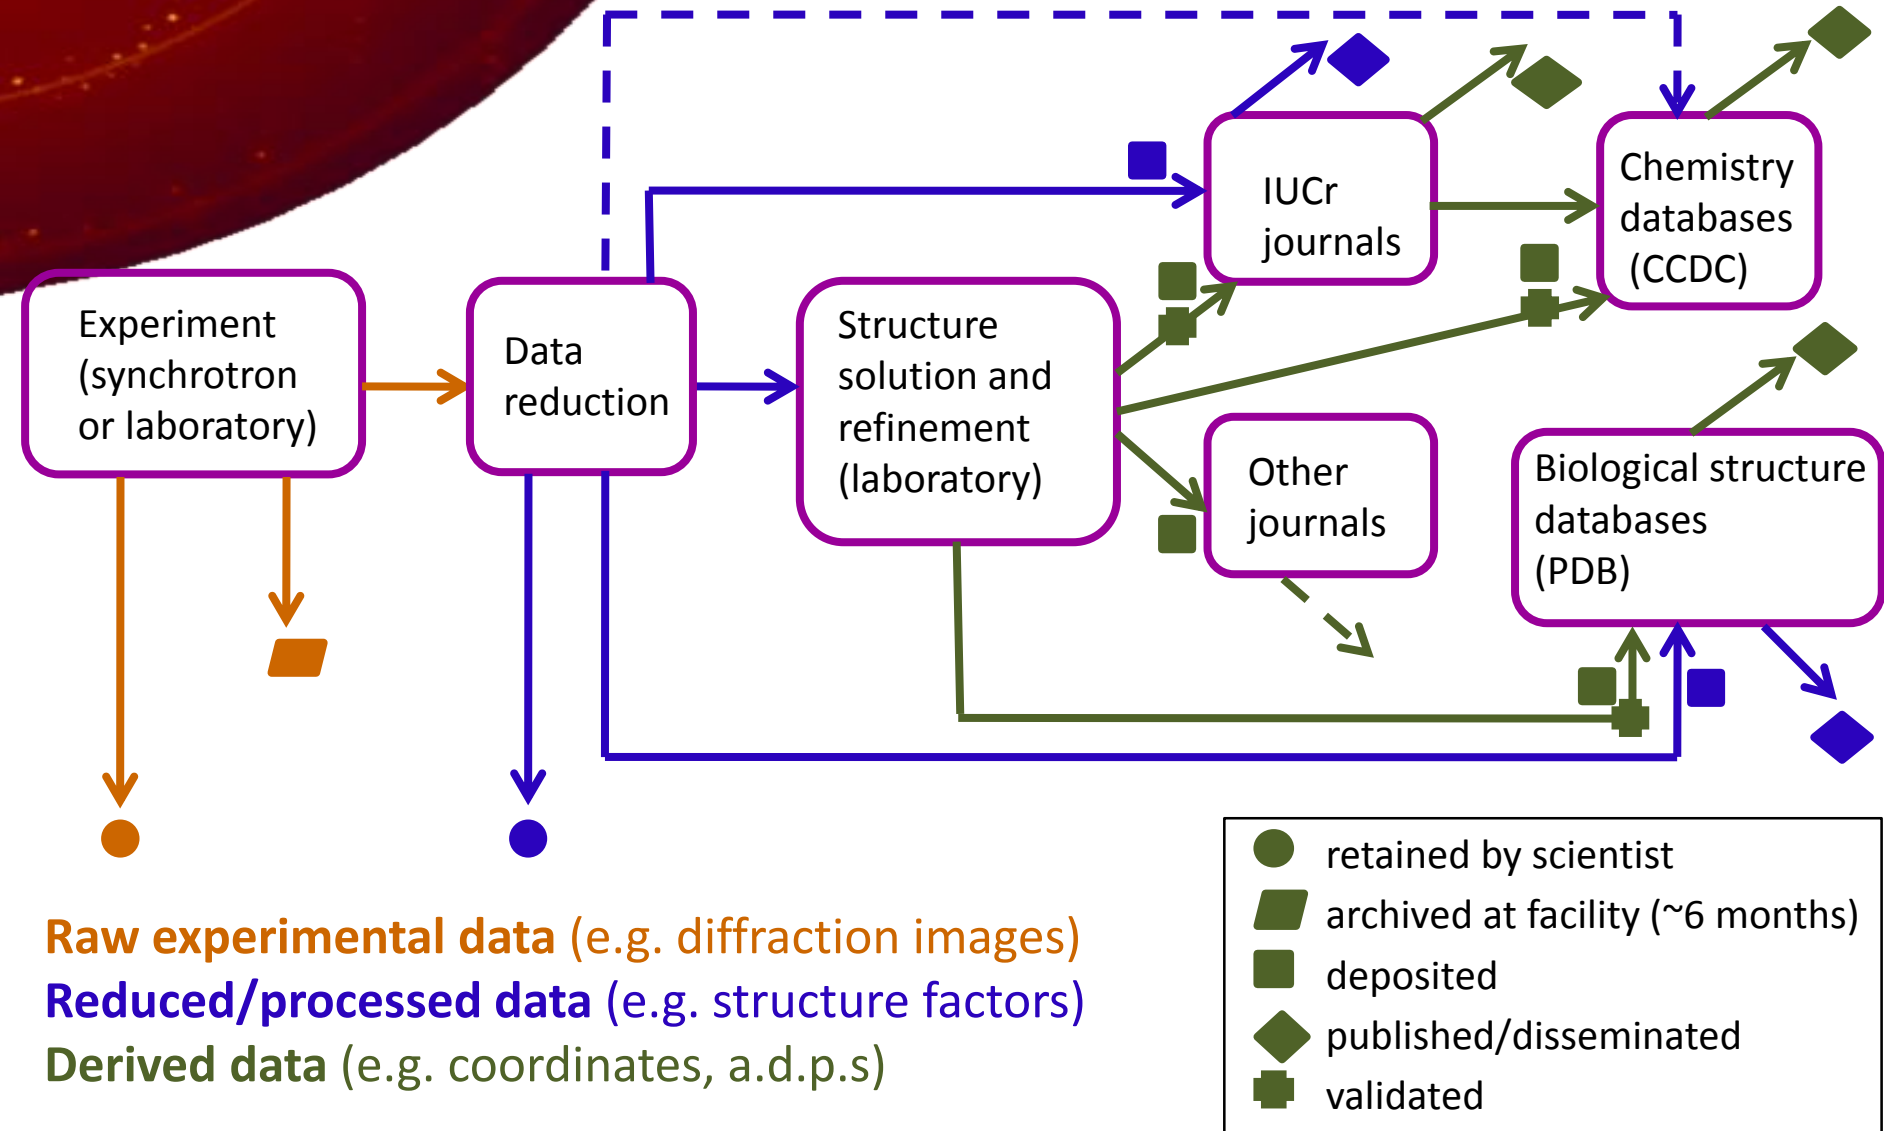 IUCr
journals
Chemistry
databases
(CCDC)
Experiment
(synchrotron
or laboratory)
Data
reduction
Structure
solution and
refinement
(laboratory)
Other
journals
Biological structure
databases
(PDB)
Raw experimental data (e.g. diffraction images)
Reduced/processed data (e.g. structure factors)
Derived data (e.g. coordinates, a.d.p.s)
retained by scientist
archived at facility (~6 months)
deposited
published/disseminated
validated